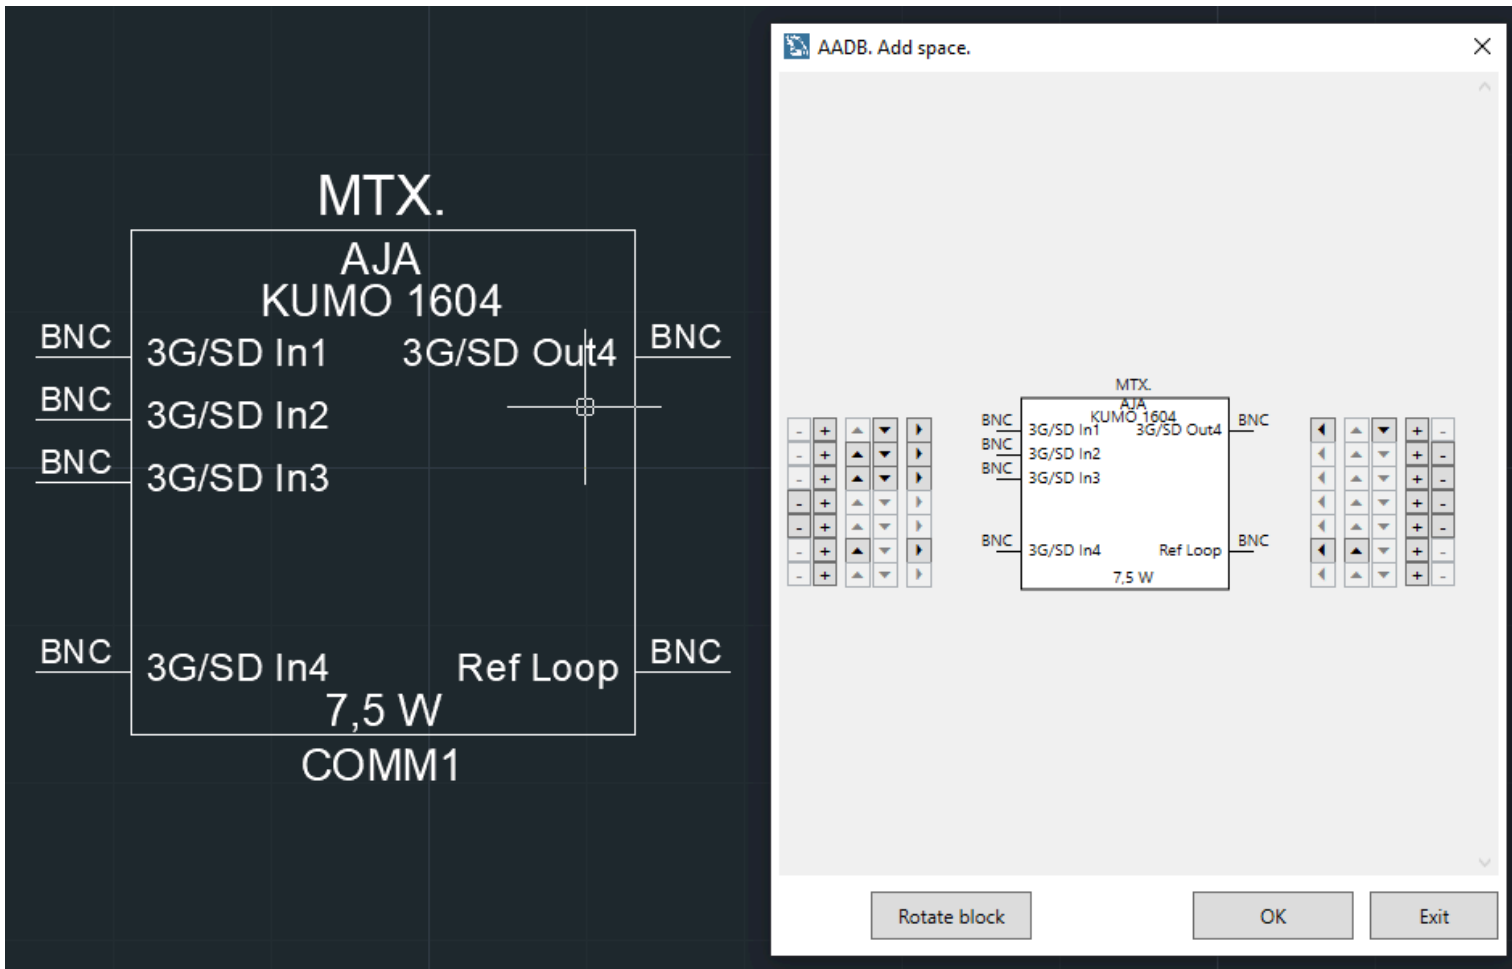 MTX.
AJA
KUMO 1604
BNC 3G/SD In1 3G/SD Out4 BNC
BNC 3G/SD In2
BNC 3G/SD In3
BNC 3G/SD In4 Ref Loop BNC
7,5 W
COMM1
AADB. Add space.
MTX.
AJA
KUMO 1604
- + BNC 3G/SD In1 3G/SD Out4 BNC + -
- + BNC 3G/SD In2 + -
- + BNC 3G/SD In3 + -
- + + -
- + + -
- + BNC 3G/SD In4 Ref Loop BNC + -
- + 7,5 W + -
Rotate block OK Exit